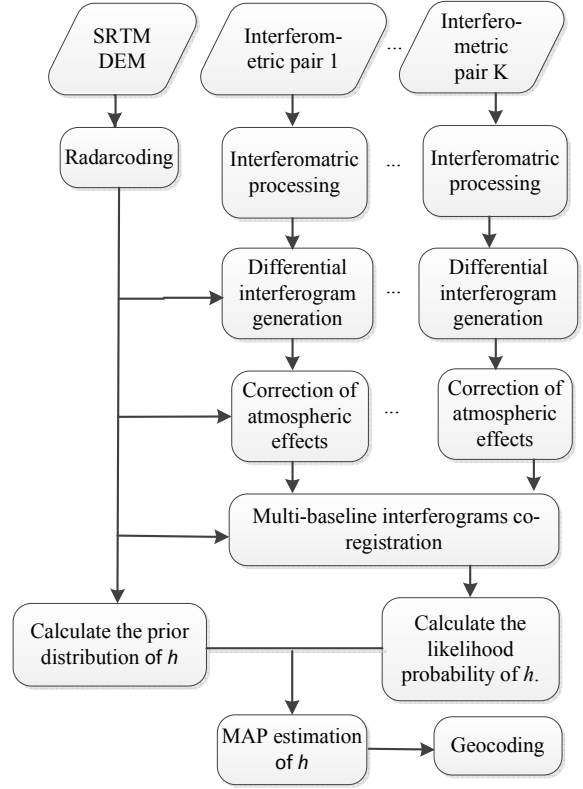 SRTM
DEM
Interferom-
etric pair 1
...
Interfero-
metric
pair K
Radarcoding
Interferomatric
processing
...
Interferomatric
processing
Differential
interferogram
generation
...
Differential
interferogram
generation
Correction of
atmospheric
effects
...
Correction of
atmospheric
effects
Multi-baseline interferograms co-
registration
Calculate the prior
distribution of h
Calculate the
likelihood
probability of h.
MAP estimation
of h
Geocoding